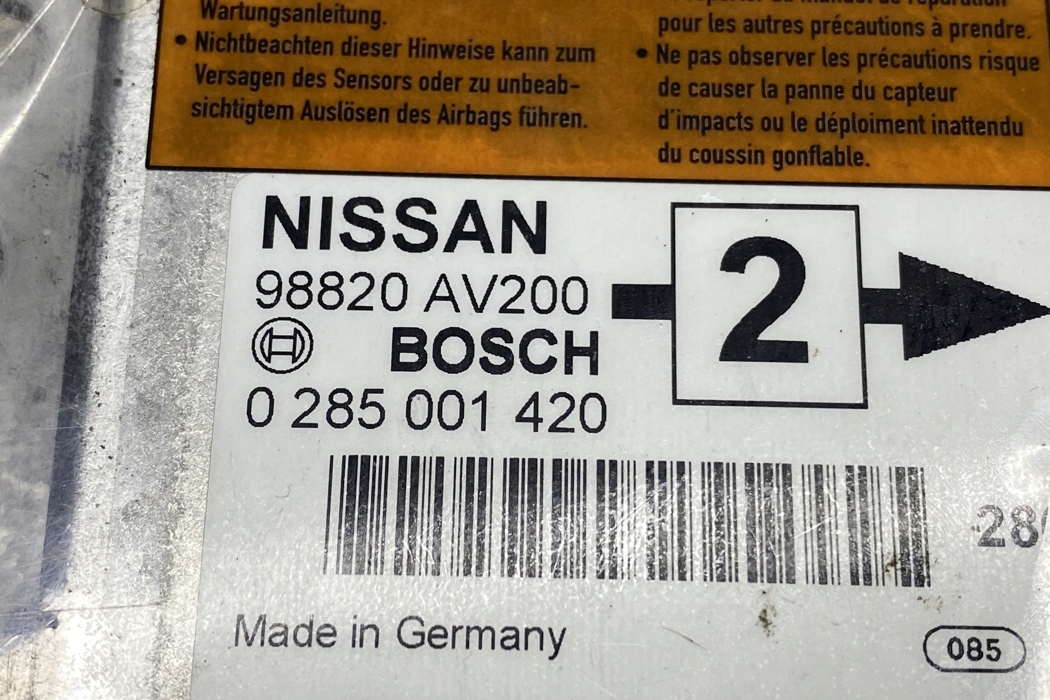 Wartungsanleitung.
• Nichtbeachten dieser Hinweise kann zum
Versagen des Sensors oder zu unbeab-
sichtigtem Auslösen des Airbags führen.
pour les autres précautions à prendre.
• Ne pas observer les précautions risque
de causer la panne du capteur
d'impacts ou le déploiment inattendu
du coussin gonflable.
NISSAN
98820 AV200
BOSCH
0 285 001 420
2
28
Made in Germany
085